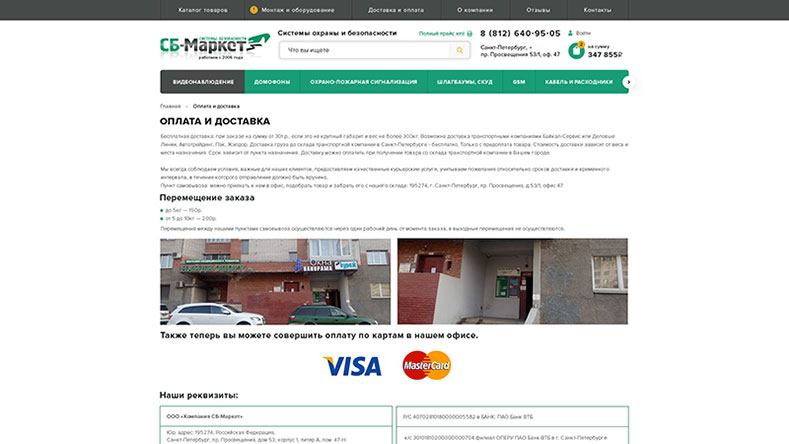 Каталог товаров
Монтаж и оборудование
Доставка и оплата
О компании
Отзывы
Контакты
СИСТЕМЫ БЕЗОПАСНОСТИ
СБ-Маркет
работаем с 2006 года
Системы охраны и безопасности
Полный прайс лист
8 (812) 640-95-05
Войти
Что вы ищете
Санкт-Петербург,
пр. Просвещения 53/1, оф. 47
2
на сумму
347 855₽
ВИДЕОНАБЛЮДЕНИЕ
ДОМОФОНЫ
ОХРАНО-ПОЖАРНАЯ СИГНАЛИЗАЦИЯ
ШЛАГБАУМЫ, СКУД
GSM
КАБЕЛЬ И РАСХОДНИКИ
Главная
Оплата и доставка
ОПЛАТА И ДОСТАВКА
Бесплатная доставка: при заказе на сумму от 30т.р., если это не крупный габарит и вес не более 300кг. Возможна доставка транспортными компаниями Байкал-Сервис или Деловые
Линии, Автотрейдинг, Пэк, Жэлдор. Доставка груза до склада транспортной компании в Санкт-Петербурге - бесплатно. Только с предоплата товара. Стоимость доставки зависит от веса и
места назначения. Срок зависит от пункта назначения. Доставку можно оплатить при получении товара со склада транспортной компании в Вашем городе.
Мы всегда соблюдаем условия, важные для наших клиентов, предоставляем качественные курьерские услуги, учитываем пожелания относительно сроков доставки и временного
интервала, в течение которого отправление должно быть вручено.
Пункт самовывоза: можно приехать к нам в офис, подобрать товар и забрать его с нашего склада: 195274, г. Санкт-Петербург, пр. Просвещения, д.53/1, офис 47
Перемещение заказа
до 5кг — 150р.
от 5 до 10кг — 200р.
Перемещения между нашими пунктами самовывоза осуществляются через один рабочий день от момента заказа, в выходные перемещения не осуществляются.
Окна
ПАНОРАМА
Также теперь вы можете совершить оплату по картам в нашем офисе.
VISA
MasterCard
Наши реквизиты:
ООО «Компания СБ-Маркет»
Р/С 40702810180000005582 в БАНК: ПАО Банк ВТБ
Юр. адрес 195274, Российская Федерация,
Санкт-Петербург, пр. Просвещения, дом 53, корпус 1, литер А, пом. 47-Н
к/с 30101810200000000704 филиал ОПЕРУ ПАО Банк ВТБ в г. Санкт-Петербурге